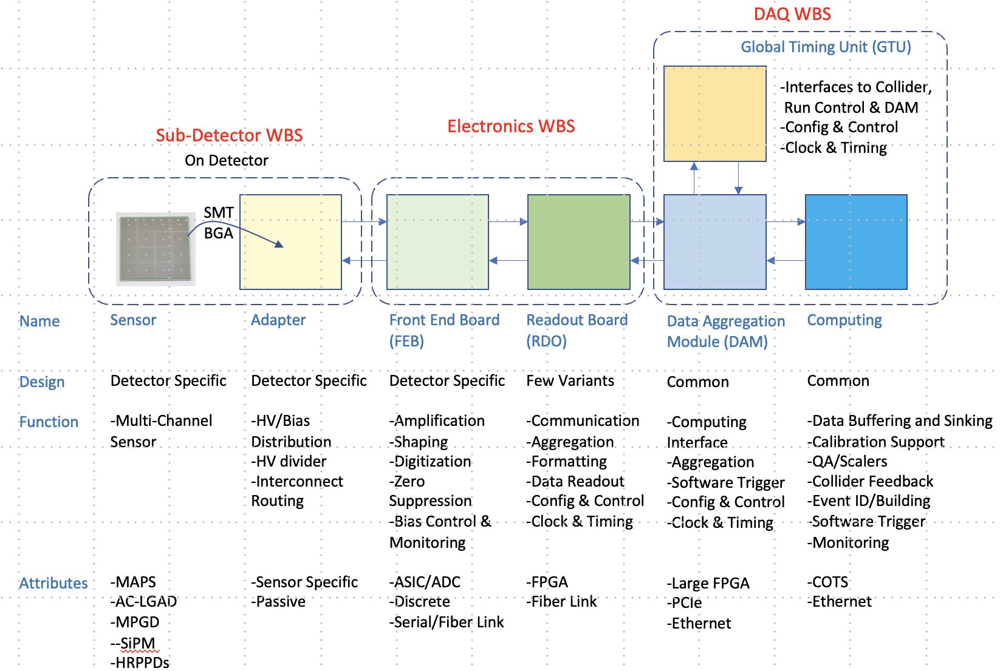 DAQ WBS
Global Timing Unit (GTU)
-Interfaces to Collider,
Run Control & DAM
-Config & Control
-Clock & Timing
Electronics WBS
Sub-Detector WBS
On Detector
SMT
BGA
Name
Sensor
Adapter
Front End Board
(FEB)
Readout Board
(RDO)
Data Aggregation
Module (DAM)
Computing
Design
Detector Specific
Detector Specific
Detector Specific
Few Variants
Common
Common
Function
-Multi-Channel
Sensor
-HV/Bias
Distribution
-HV divider
-Interconnect
Routing
-Amplification
-Shaping
-Digitization
-Zero
Suppression
-Bias Control &
Monitoring
-Communication
-Aggregation
-Formatting
-Data Readout
-Config & Control
-Clock & Timing
-Computing
Interface
-Aggregation
-Software Trigger
-Config & Control
-Clock & Timing
-Data Buffering and Sinking
-Calibration Support
-QA/Scalers
-Collider Feedback
-Event ID/Building
-Software Trigger
-Monitoring
Attributes
-MAPS
-AC-LGAD
-MPGD
--SiPM
-HRPPDs
-Sensor Specific
-Passive
-ASIC/ADC
-Discrete
-Serial/Fiber Link
-FPGA
-Fiber Link
-Large FPGA
-PCIe
-Ethernet
-COTS
-Ethernet